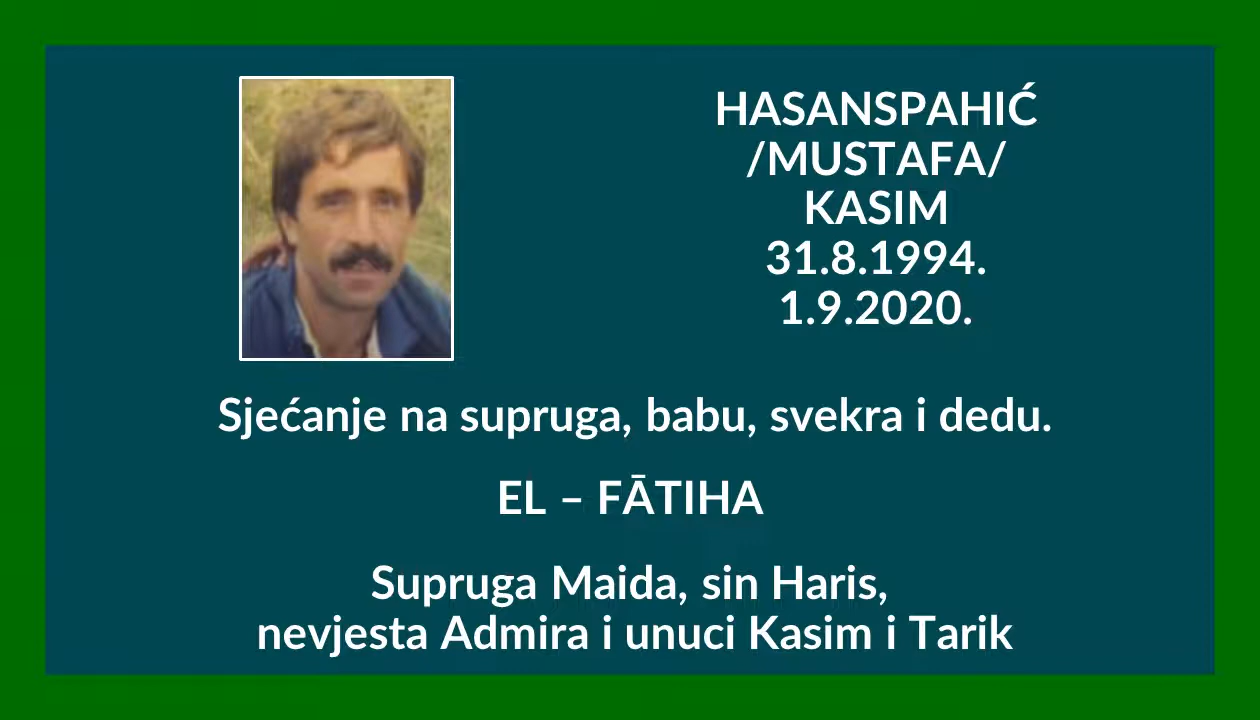 HASANSPAHIĆ
/MUSTAFA/
KASIM
31.8.1994.
1.9.2020.
Sjećanje na supruga, babu, svekra i dedu.
EL – FĀTIHA
Supruga Maida, sin Haris,
nevjesta Admira i unuci Kasim i Tarik